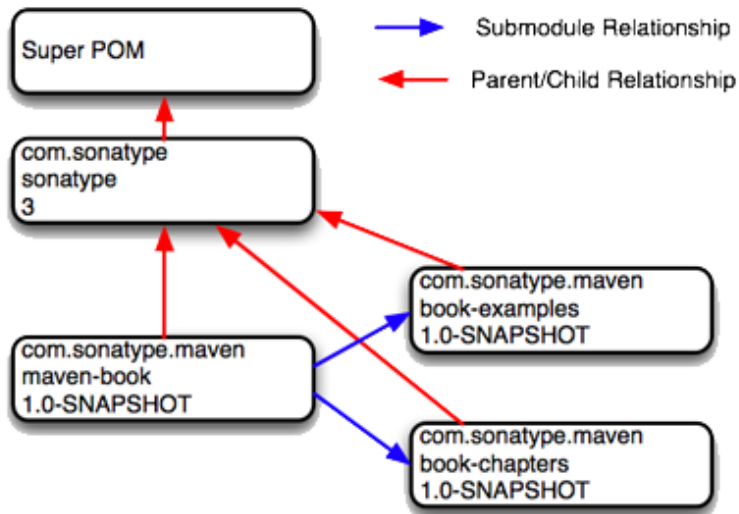 Super POM
Submodule Relationship
Parent/Child Relationship
com.sonatype
sonatype
3
com.sonatype.maven
book-examples
1.0-SNAPSHOT
com.sonatype.maven
maven-book
1.0-SNAPSHOT
com.sonatype.maven
book-chapters
1.0-SNAPSHOT